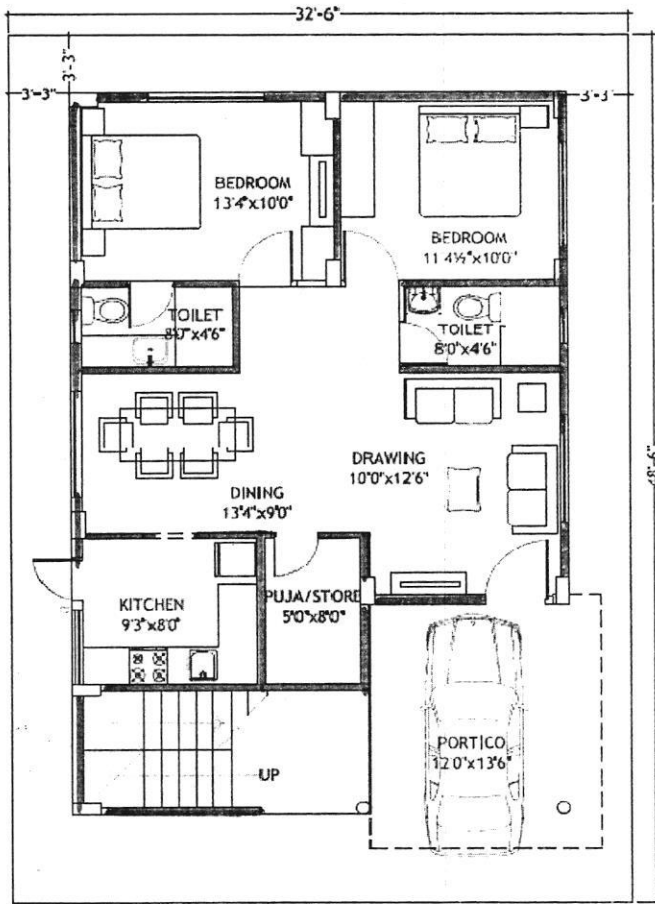 32'-6"
3'-3"
3'-3"
3'-3"
BEDROOM
13'4"x10'0"
BEDROOM
11'4½"x10'0"
TOILET
8'0"x4'6"
TOILET
8'0"x4'6"
48'-6"
DRAWING
10'0"x12'6"
DINING
13'4"x9'0"
KITCHEN
9'3"x8'0"
PUJA/STORE
5'0"x8'0"
PORTICO
12'0"x13'6"
UP